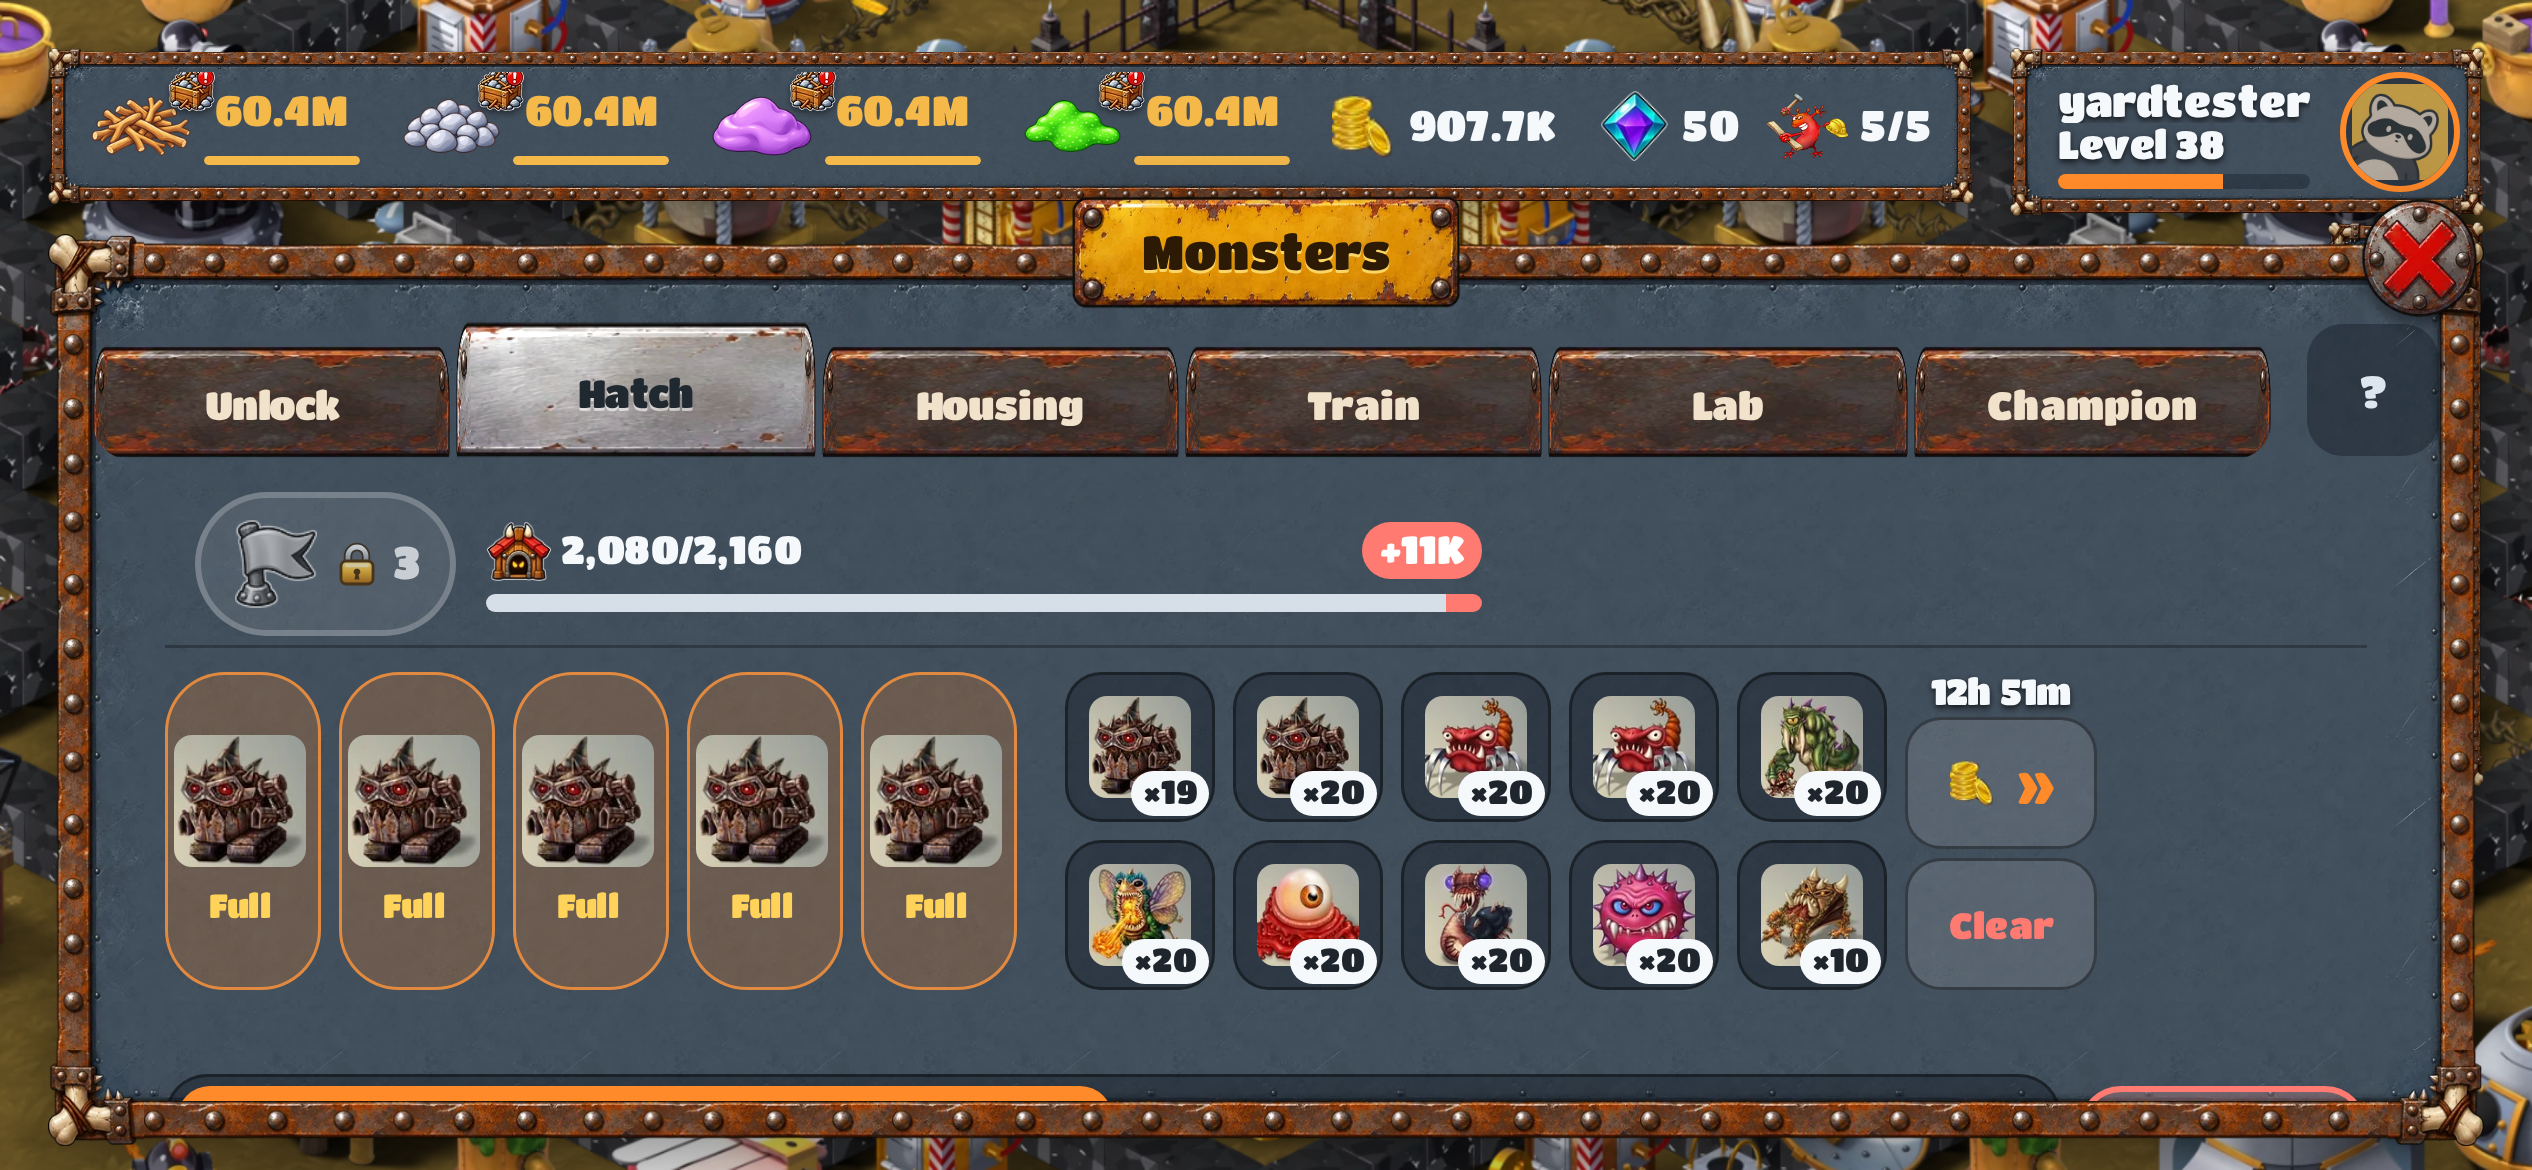 60.4M
60.4M
60.4M
60.4M
907.7K
50
5/5
yardtester
Level 38
Monsters
Unlock
Hatch
Housing
Train
Lab
Champion
?
3
2,080/2,160
+11K
Full
Full
Full
Full
Full
×19
×20
×20
×20
×20
12h 51m
×20
×20
×20
×20
×10
Clear